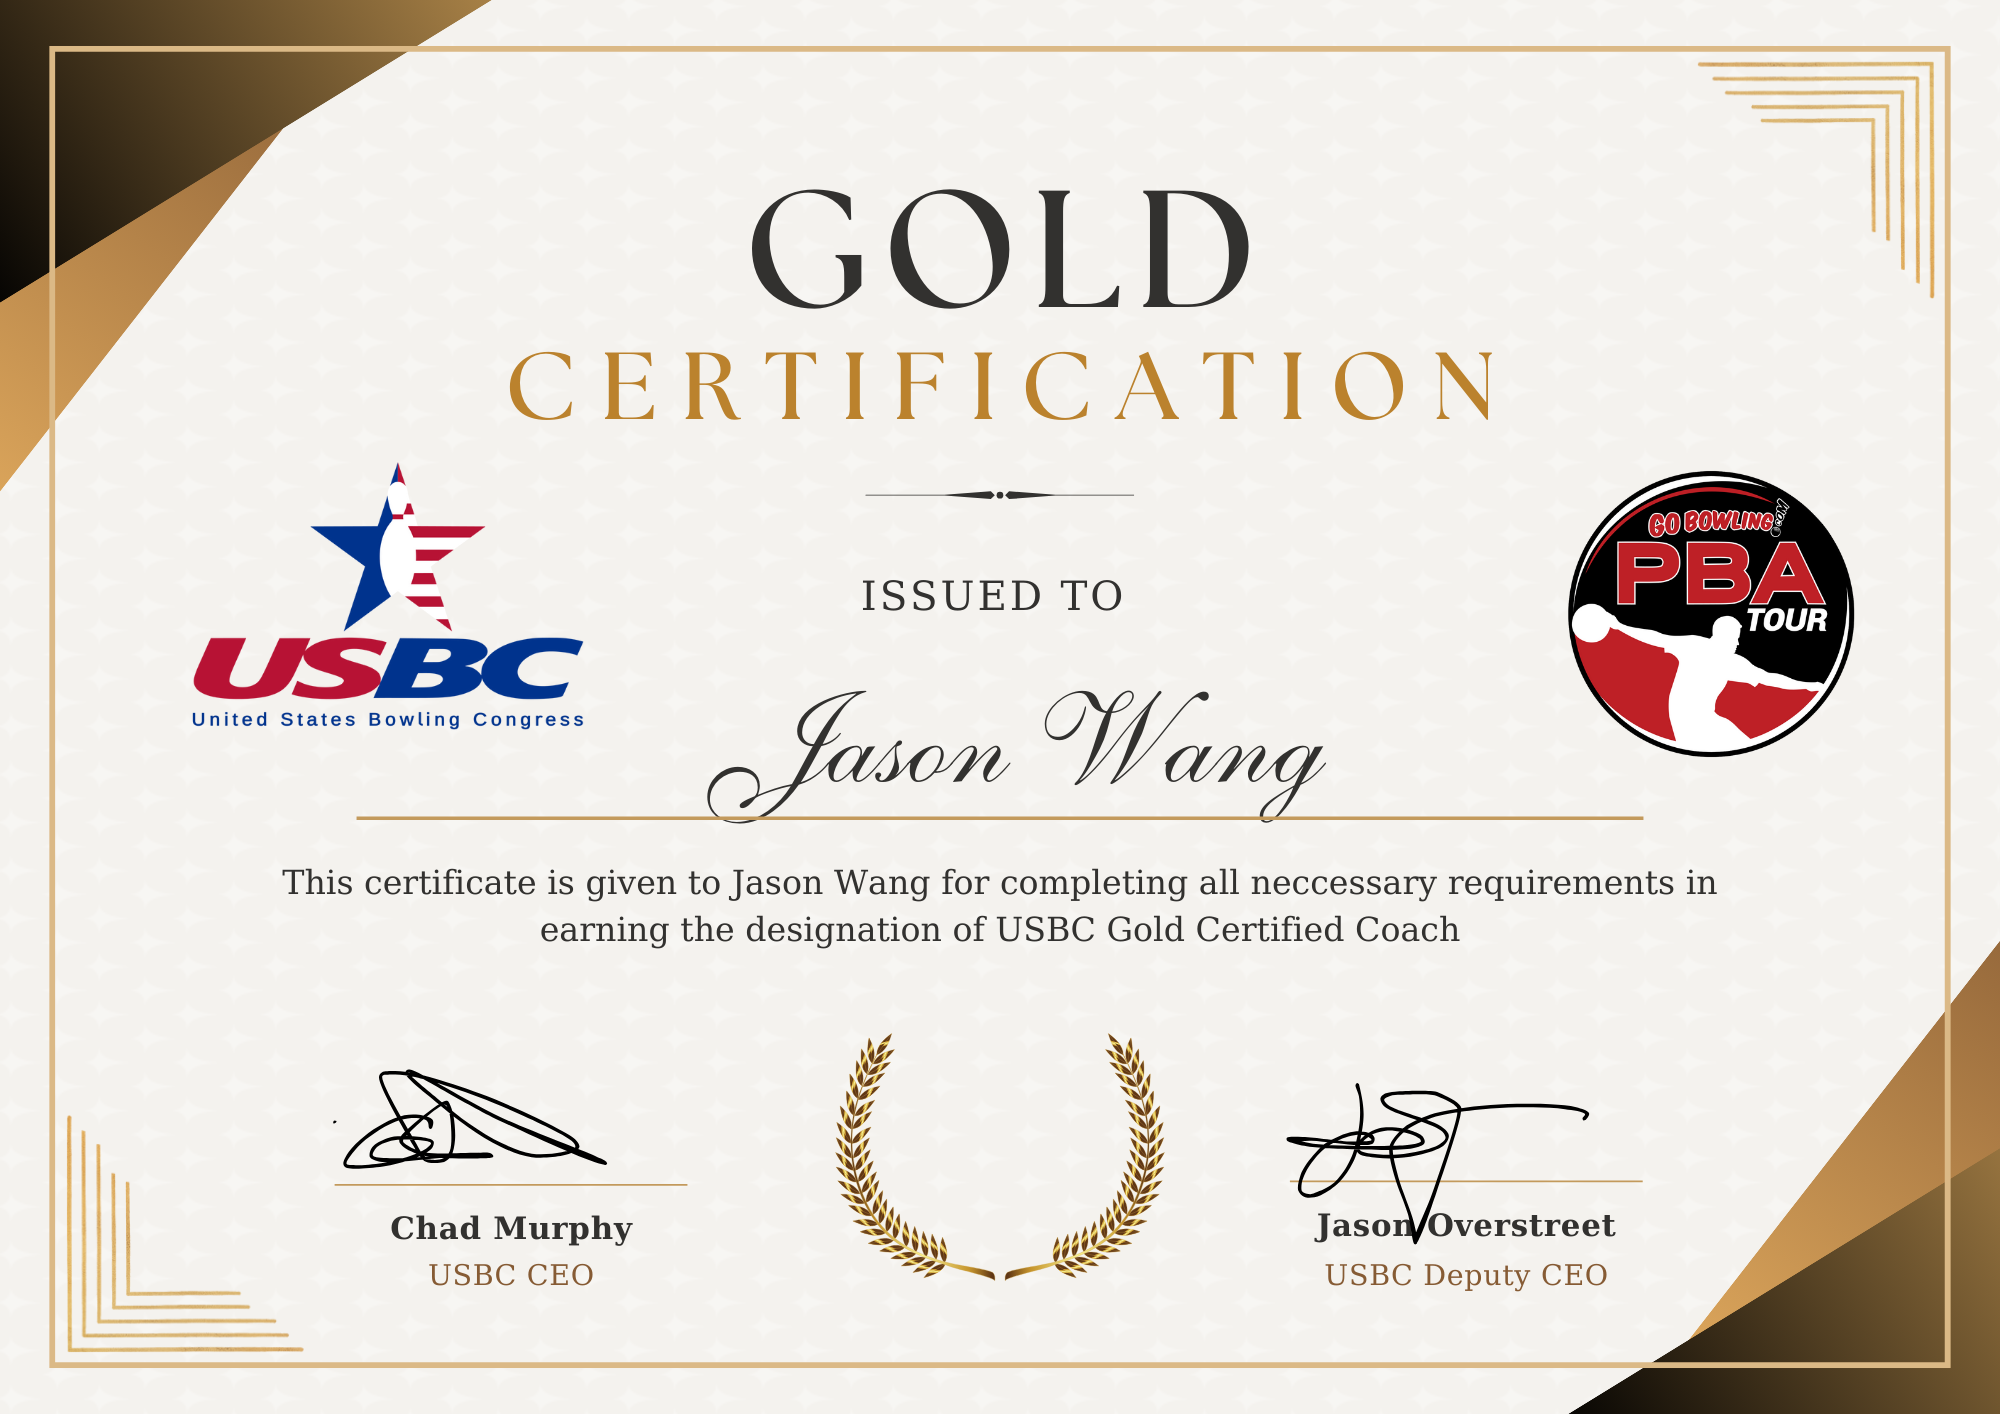 GOLD
CERTIFICATION
USBC
United States Bowling Congress
GO BOWLING.COM
PBA
TOUR
ISSUED TO
Jason Wang
This certificate is given to Jason Wang for completing all neccessary requirements in
earning the designation of USBC Gold Certified Coach
Chad Murphy
USBC CEO
Jason Overstreet
USBC Deputy CEO